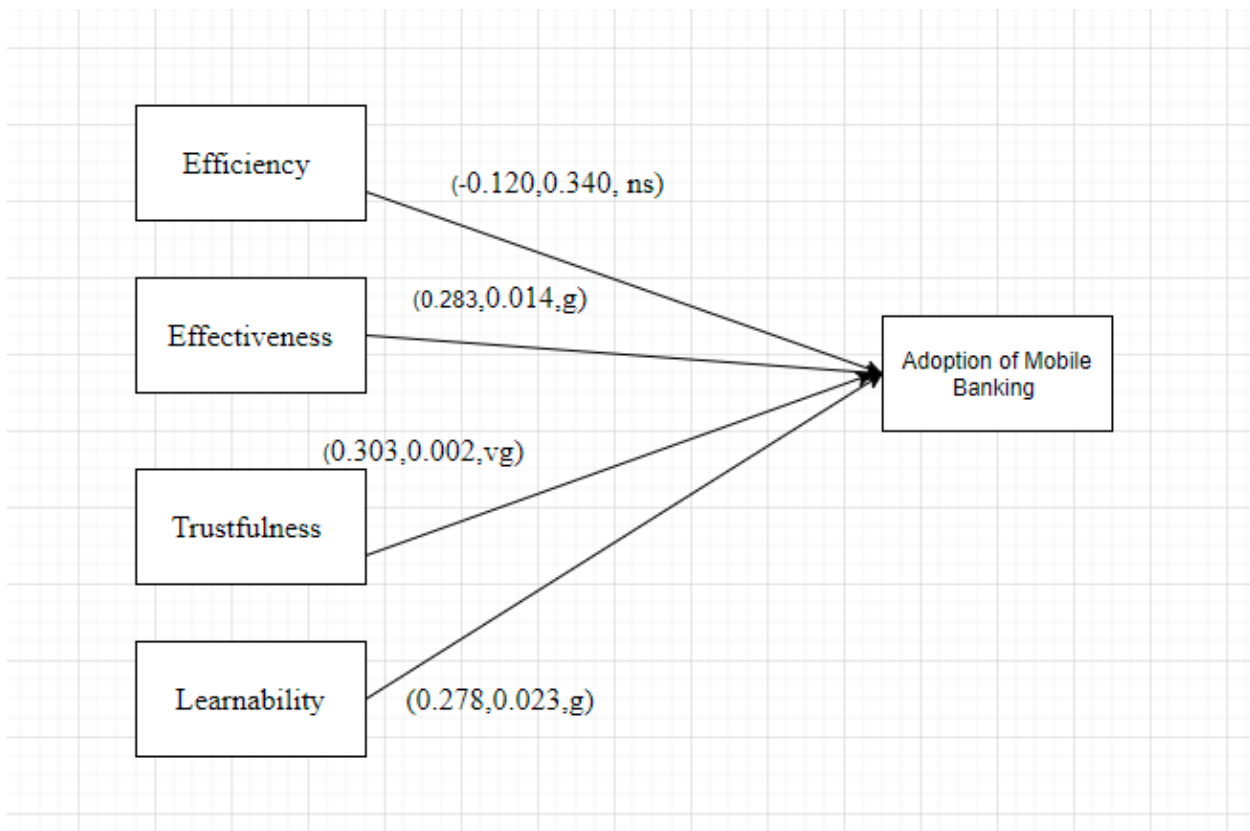 Efficiency
(-0.120,0.340, ns)
Effectiveness
(0.283,0.014,g)
Adoption of Mobile
Banking
(0.303,0.002,vg)
Trustfulness
Learnability
(0.278,0.023,g)